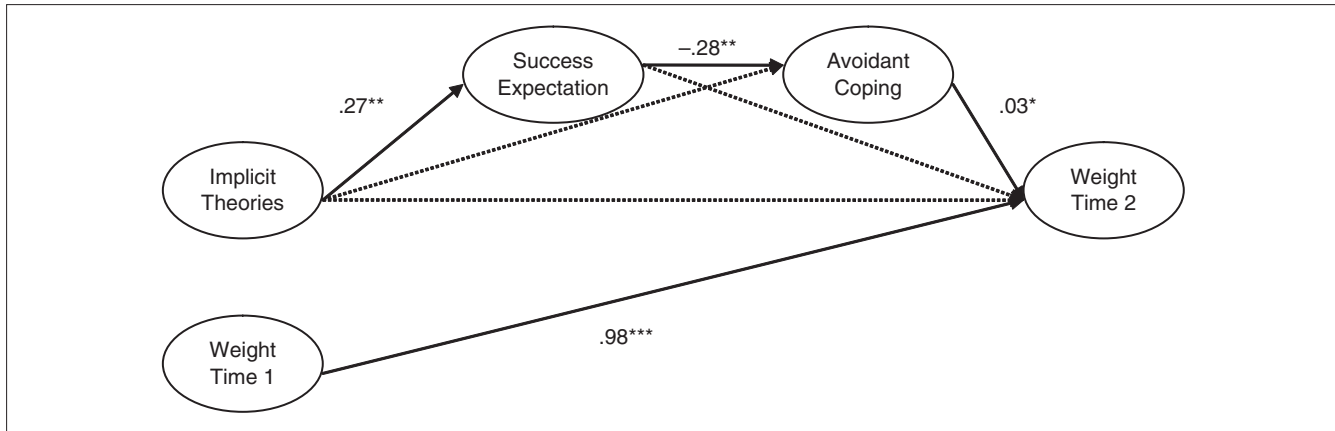 Success
Expectation
–.28**
Avoidant
Coping
.27**
.03*
Implicit
Theories
Weight
Time 2
Weight
Time 1
.98***